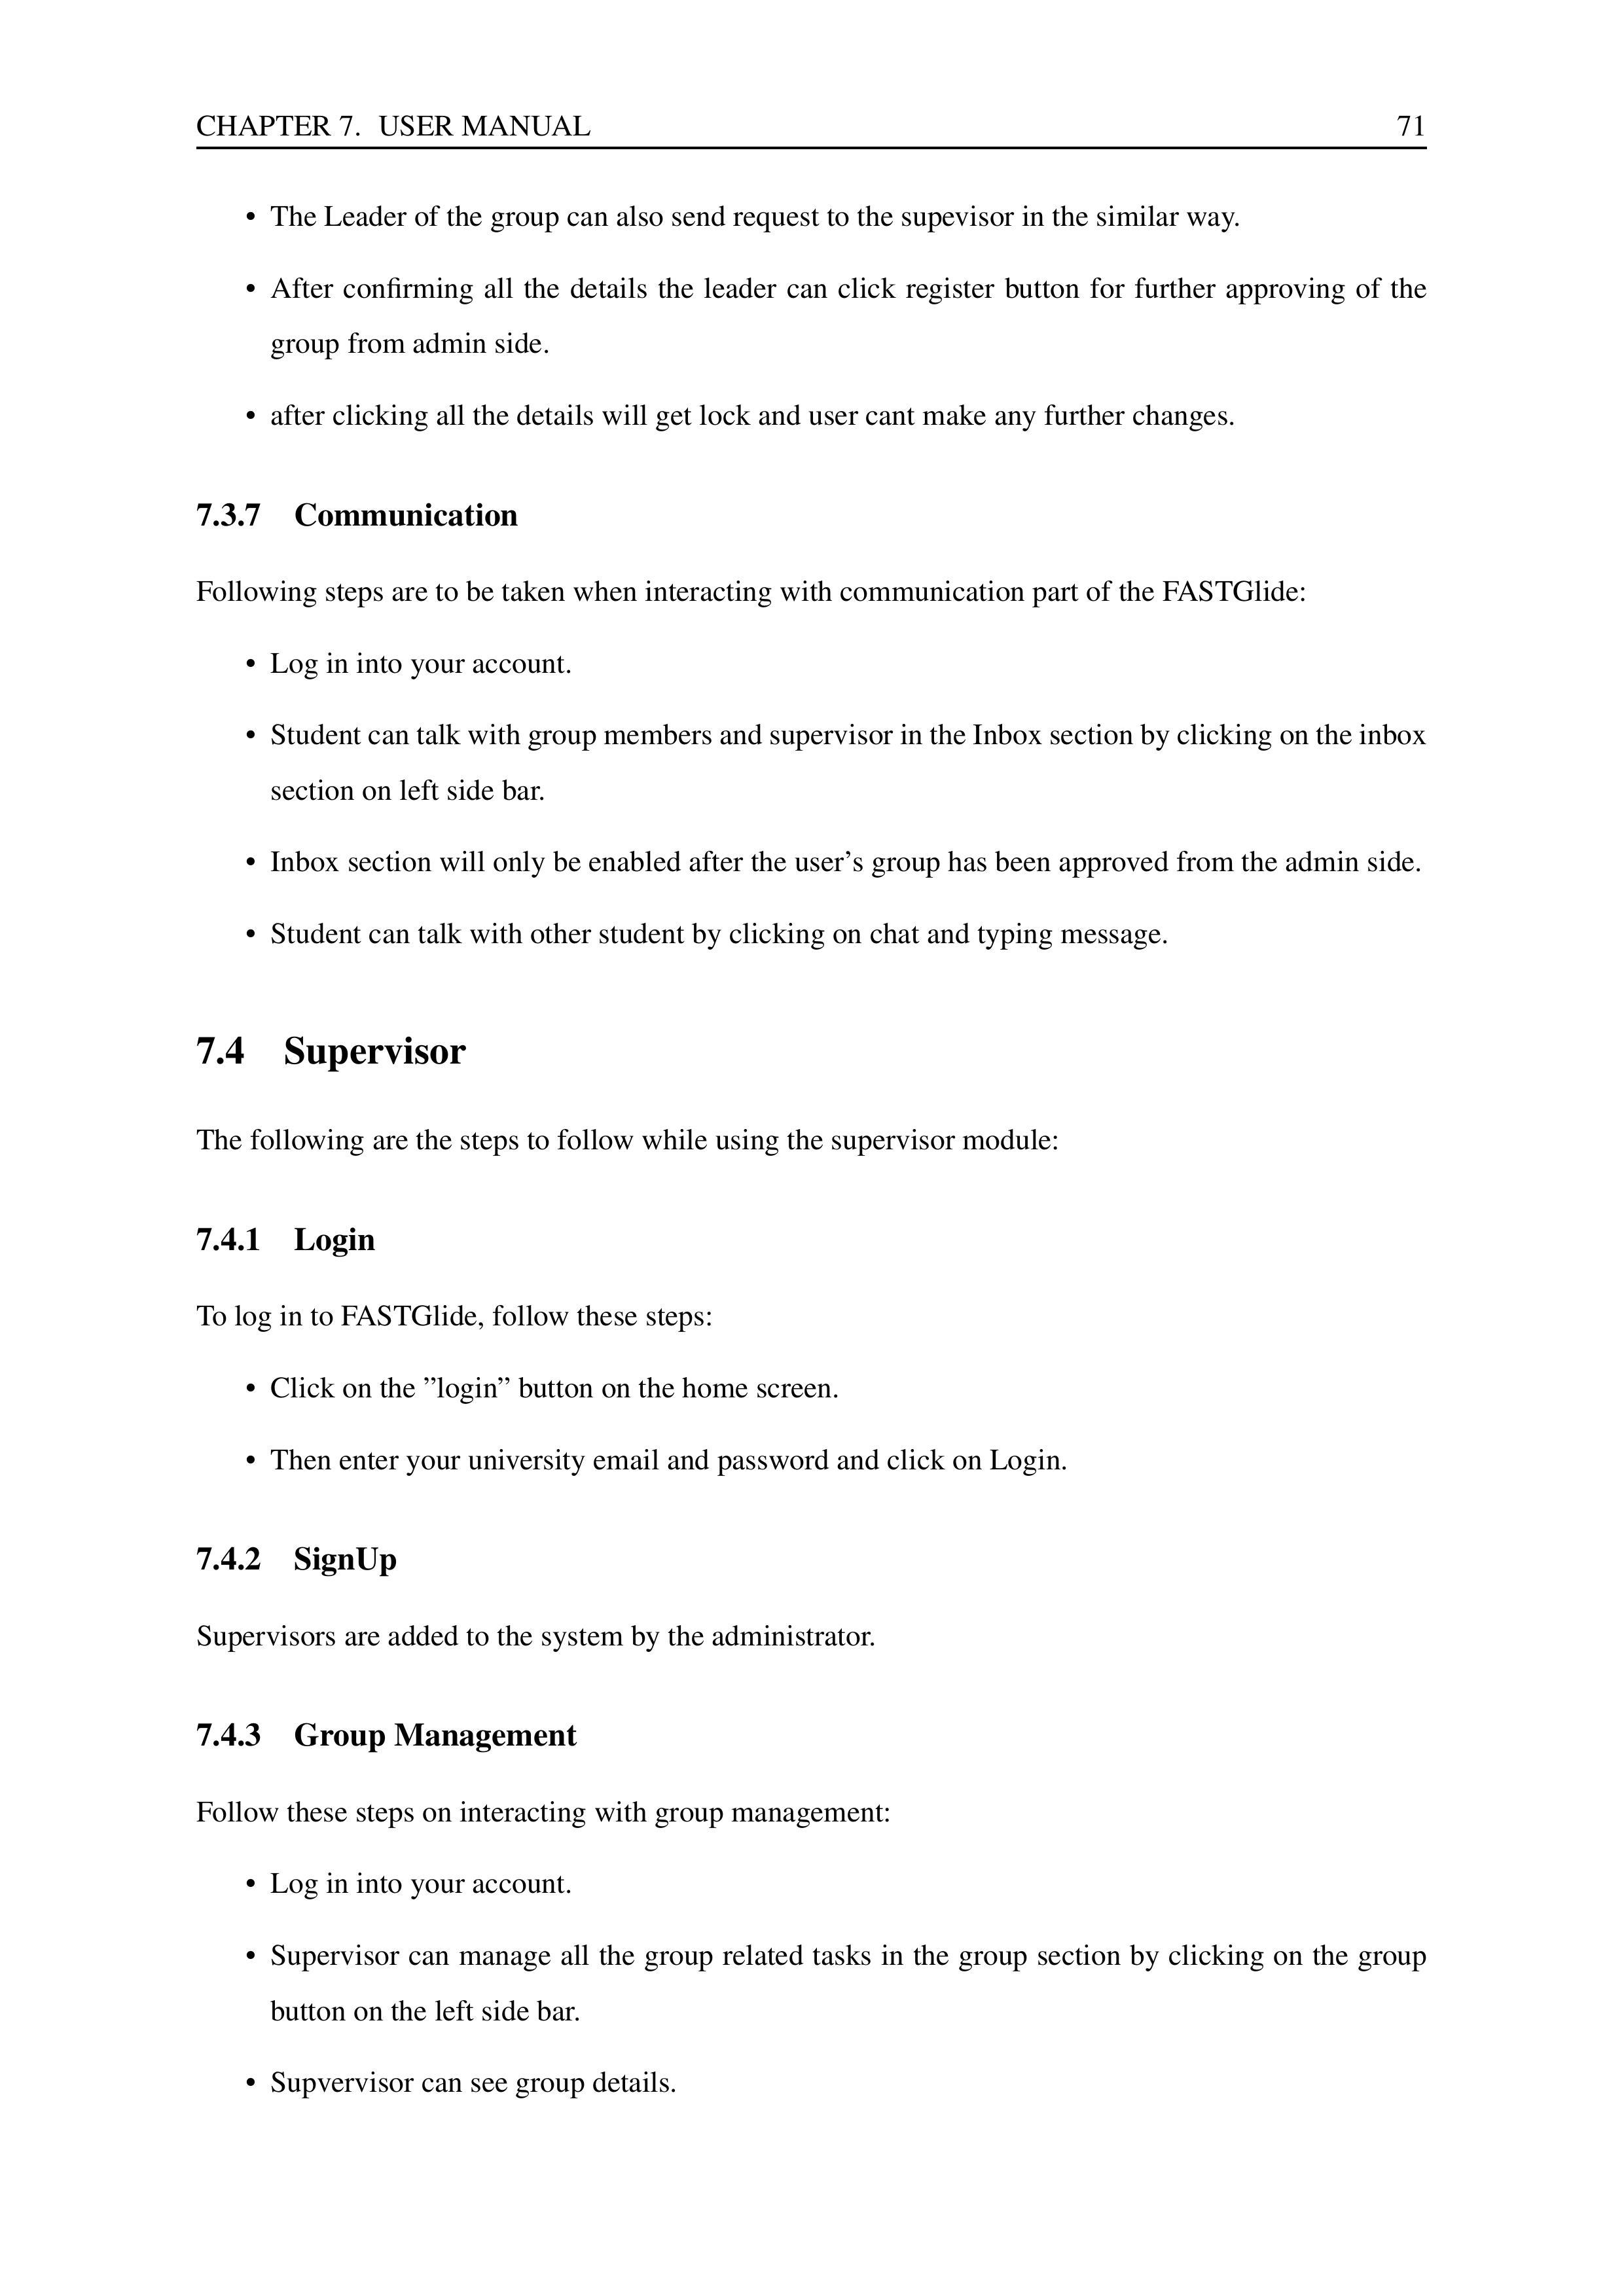 CHAPTER 7. USER MANUAL 71
• The Leader of the group can also send request to the supevisor in the similar way.
• After confirming all the details the leader can click register button for further approving of the
group from admin side.
• after clicking all the details will get lock and user cant make any further changes.
7.3.7 Communication
Following steps are to be taken when interacting with communication part of the FASTGlide:
• Log in into your account.
• Student can talk with group members and supervisor in the Inbox section by clicking on the inbox
section on left side bar.
• Inbox section will only be enabled after the user’s group has been approved from the admin side.
• Student can talk with other student by clicking on chat and typing message.
7.4 Supervisor
The following are the steps to follow while using the supervisor module:
7.4.1 Login
To log in to FASTGlide, follow these steps:
• Click on the ”login” button on the home screen.
• Then enter your university email and password and click on Login.
7.4.2 SignUp
Supervisors are added to the system by the administrator.
7.4.3 Group Management
Follow these steps on interacting with group management:
• Log in into your account.
• Supervisor can manage all the group related tasks in the group section by clicking on the group
button on the left side bar.
• Supvervisor can see group details.